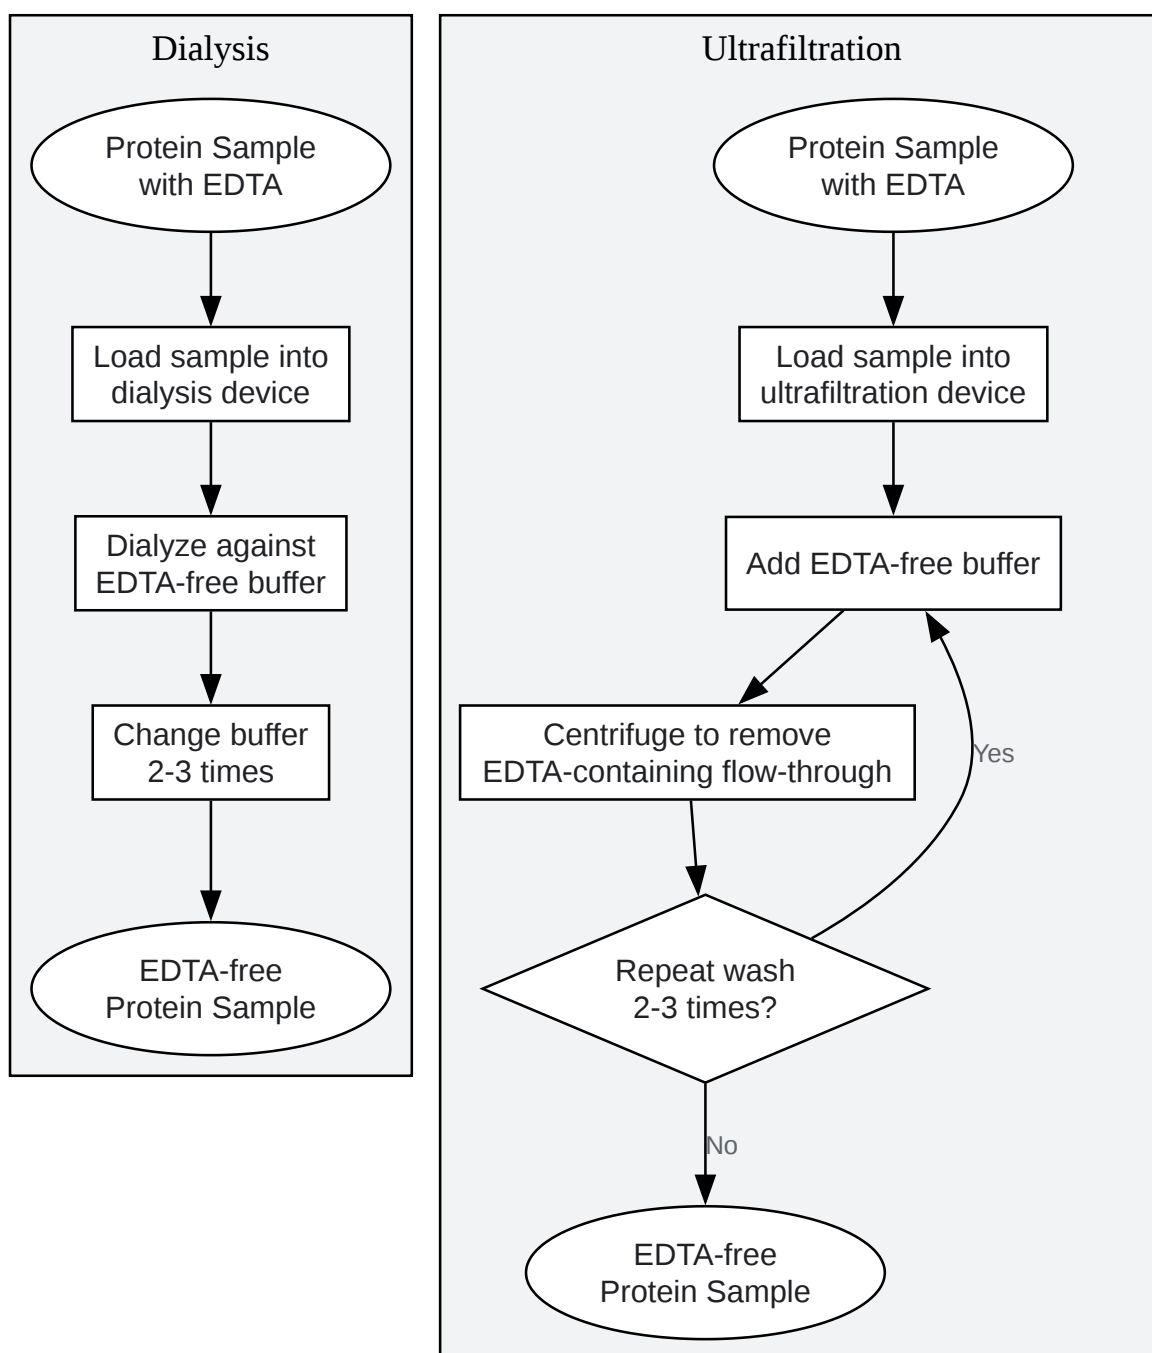 Dialysis
Protein Sample
with EDTA
Load sample into
dialysis device
Dialyze against
EDTA-free buffer
Change buffer
2-3 times
EDTA-free
Protein Sample
Ultrafiltration
Protein Sample
with EDTA
Load sample into
ultrafiltration device
Add EDTA-free buffer
Centrifuge to remove
EDTA-containing flow-through
Yes
Repeat wash
2-3 times?
No
EDTA-free
Protein Sample